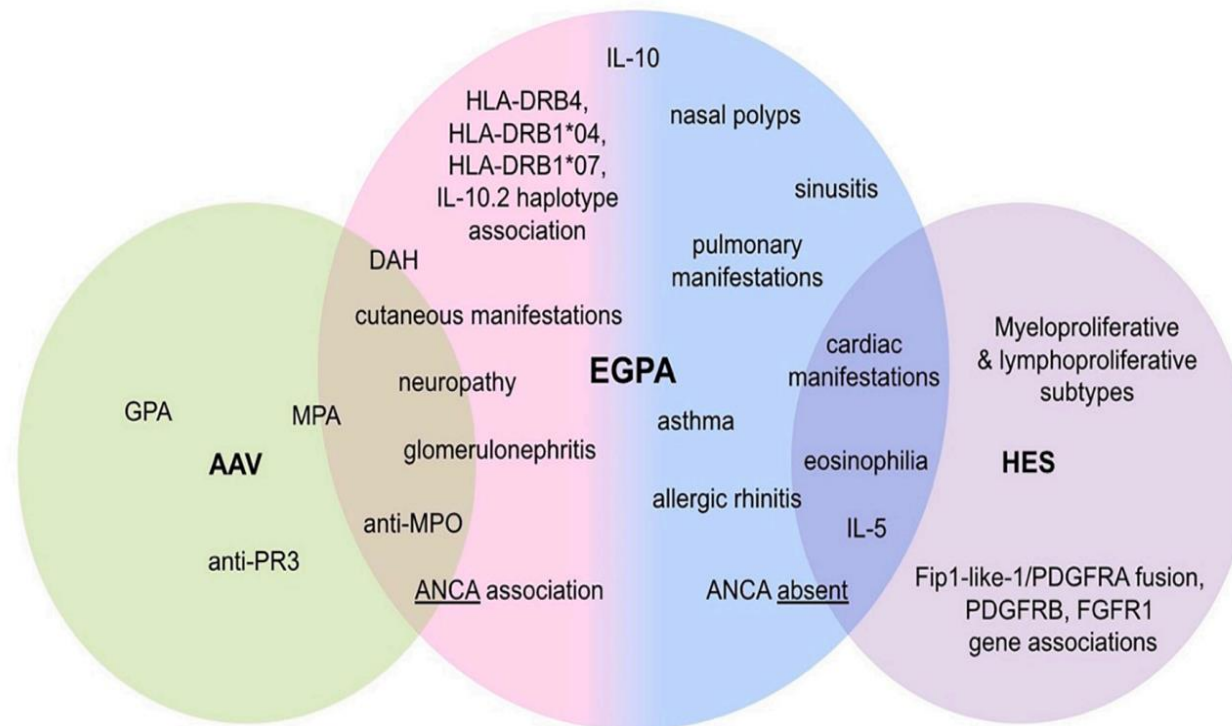 IL-10
HLA-DRB4,
HLA-DRB1*04,
HLA-DRB1*07,
IL-10.2 haplotype
association
nasal polyps
sinusitis
DAH
pulmonary
manifestations
cutaneous manifestations
neuropathy
EGPA
cardiac
manifestations
Myeloproliferative
& lymphoproliferative
subtypes
GPA
MPA
AAV
glomerulonephritis
asthma
eosinophilia
HES
allergic rhinitis
anti-MPO
IL-5
anti-PR3
ANCA association
ANCA absent
Fip1-like-1/PDGFRA fusion,
PDGFRB, FGFR1
gene associations